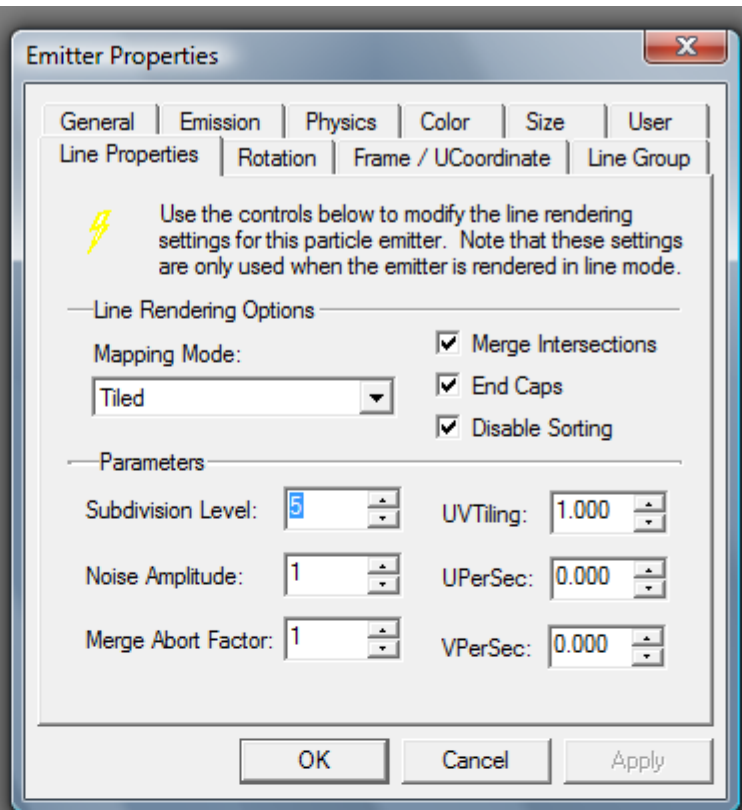 Emitter Properties
General Emission Physics Color Size User
Line Properties Rotation Frame / UCoordinate Line Group
Use the controls below to modify the line rendering
settings for this particle emitter. Note that these settings
are only used when the emitter is rendered in line mode.
Line Rendering Options
Mapping Mode:
Tiled
Merge Intersections
End Caps
Disable Sorting
Parameters
Subdivision Level: 5 UVTiling: 1.000
Noise Amplitude: 1 UPerSec: 0.000
Merge Abort Factor: 1 VPerSec: 0.000
OK Cancel Apply